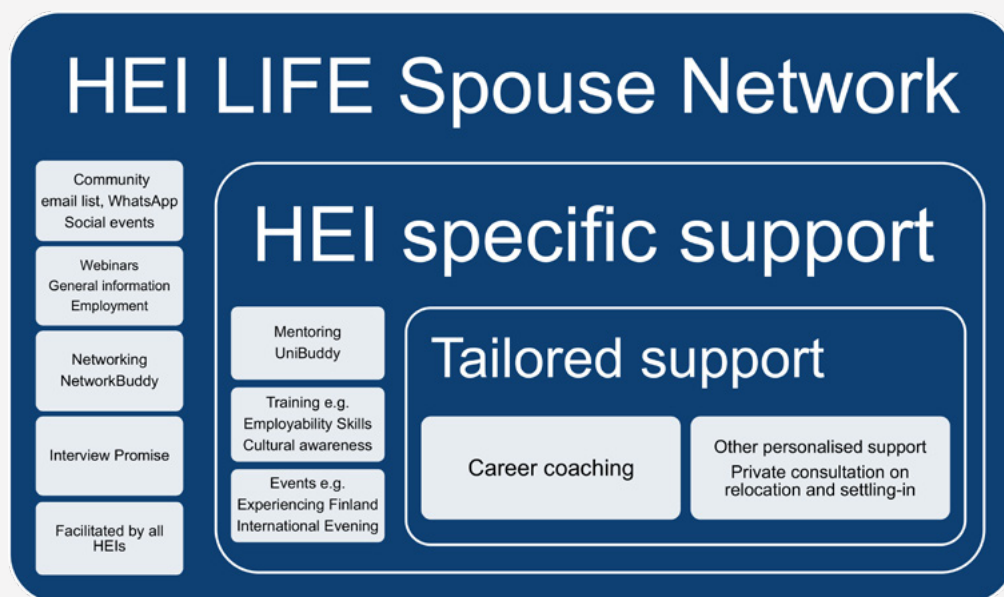 HEI LIFE Spouse Network
Community
email list, WhatsApp
Social events
Webinars
General information
Employment
Networking
NetworkBuddy
Interview Promise
Facilitated by all
HEIs
HEI specific support
Mentoring
UniBuddy
Training e.g.
Employability Skills
Cultural awareness
Events e.g.
Experiencing Finland
International Evening
Tailored support
Career coaching
Other personalised support
Private consultation on
relocation and settling-in